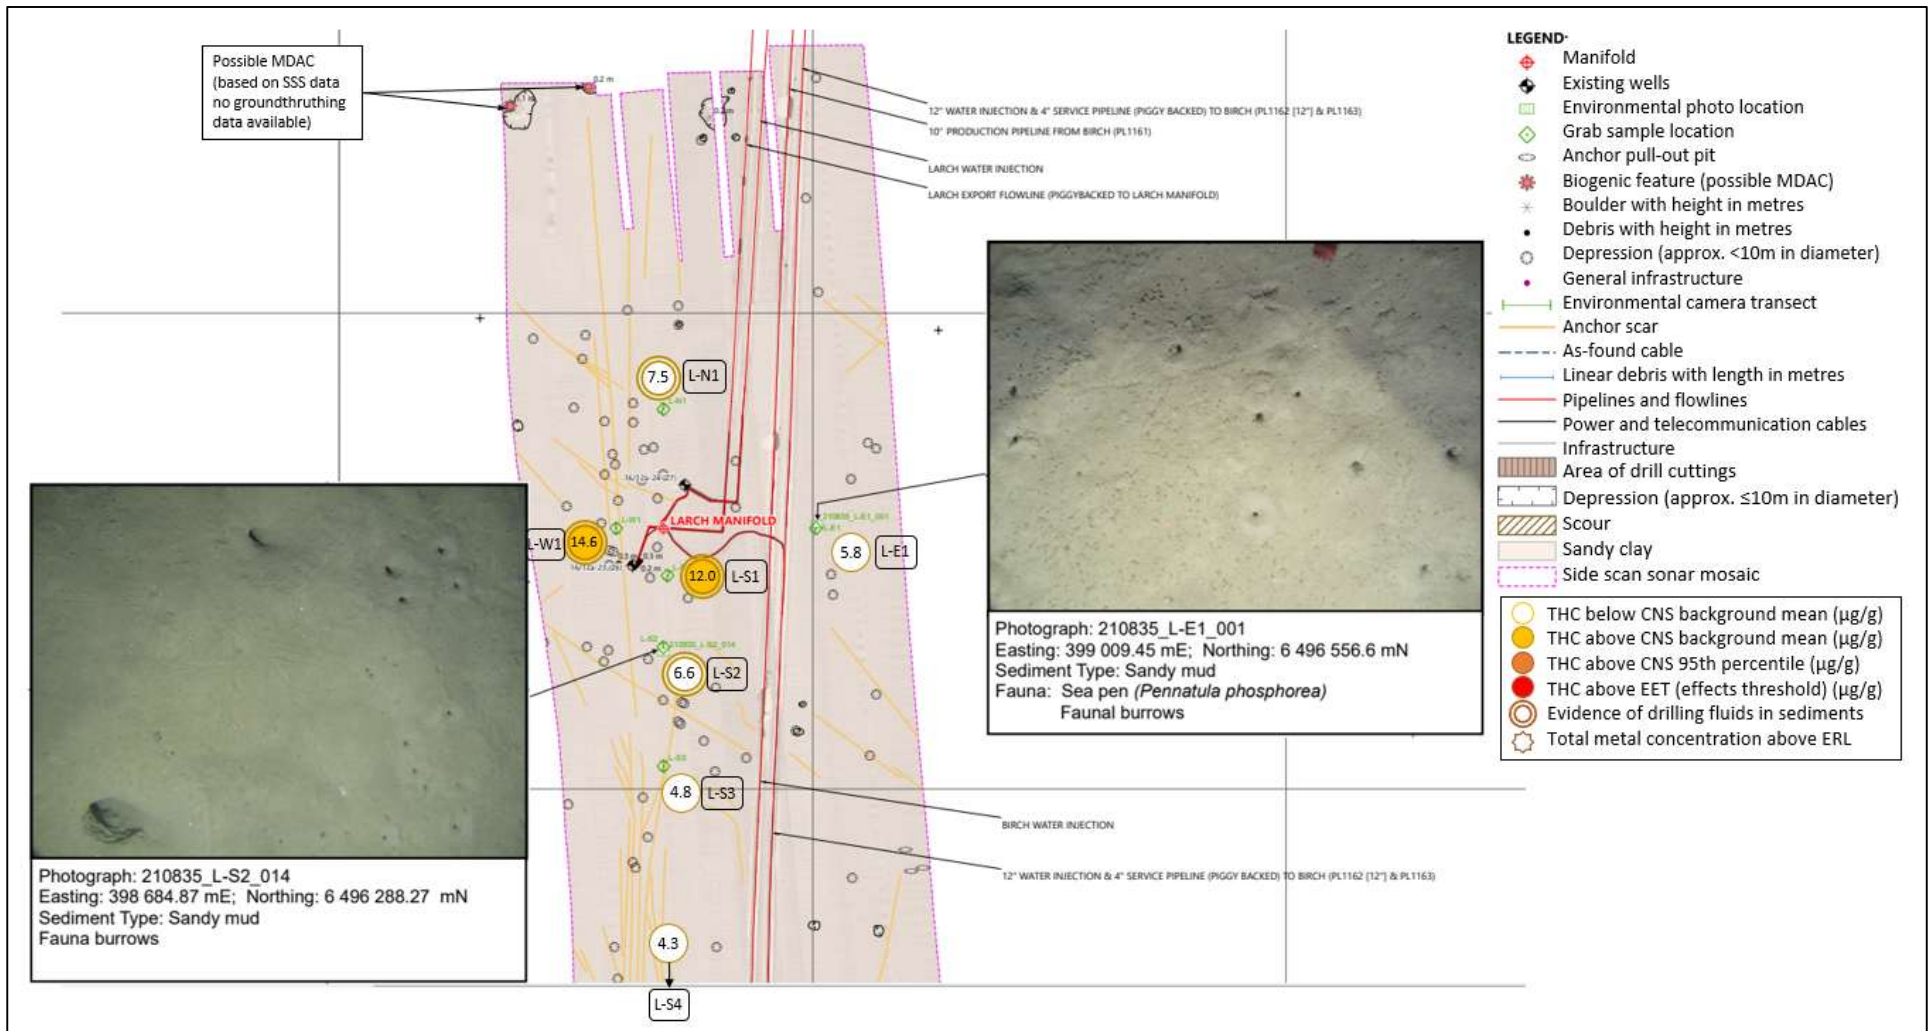 Possible MDAC
(based on SSS data
no groundthruthing
data available)
0.2 m
12" WATER INJECTION & 4" SERVICE PIPELINE (PIGGY BACKED) TO BIRCH (PL1162 [12"] & PL1163)
10" PRODUCTION PIPELINE FROM BIRCH (PL1161)
LARCH WATER INJECTION
LARCH EXPORT FLOWLINE (PIGGYBACKED TO LARCH MANIFOLD)
7.5
L-N1
L-N1
LARCH MANIFOLD
L-W1
14.6
L-W1
12.0
L-S1
210835_L-E1_001
L-E1
5.8
L-E1
L-S2
210835_L-S2_014
6.6
L-S2
L-S3
4.8
L-S3
BIRCH WATER INJECTION
12" WATER INJECTION & 4" SERVICE PIPELINE (PIGGY BACKED) TO BIRCH (PL1162 [12"] & PL1163)
4.3
L-S4
Photograph: 210835_L-S2_014
Easting: 398 684.87 mE; Northing: 6 496 288.27 mN
Sediment Type: Sandy mud
Fauna burrows
Photograph: 210835_L-E1_001
Easting: 399 009.45 mE; Northing: 6 496 556.6 mN
Sediment Type: Sandy mud
Fauna: Sea pen (Pennatula phosphorea)
Faunal burrows
LEGEND
Manifold
Existing wells
Environmental photo location
Grab sample location
Anchor pull-out pit
Biogenic feature (possible MDAC)
Boulder with height in metres
Debris with height in metres
Depression (approx. <10m in diameter)
General infrastructure
Environmental camera transect
Anchor scar
As-found cable
Linear debris with length in metres
Pipelines and flowlines
Power and telecommunication cables
Infrastructure
Area of drill cuttings
Depression (approx. ≤10m in diameter)
Scour
Sandy clay
Side scan sonar mosaic
THC below CNS background mean (µg/g)
THC above CNS background mean (µg/g)
THC above CNS 95th percentile (µg/g)
THC above EET (effects threshold) (µg/g)
Evidence of drilling fluids in sediments
Total metal concentration above ERL